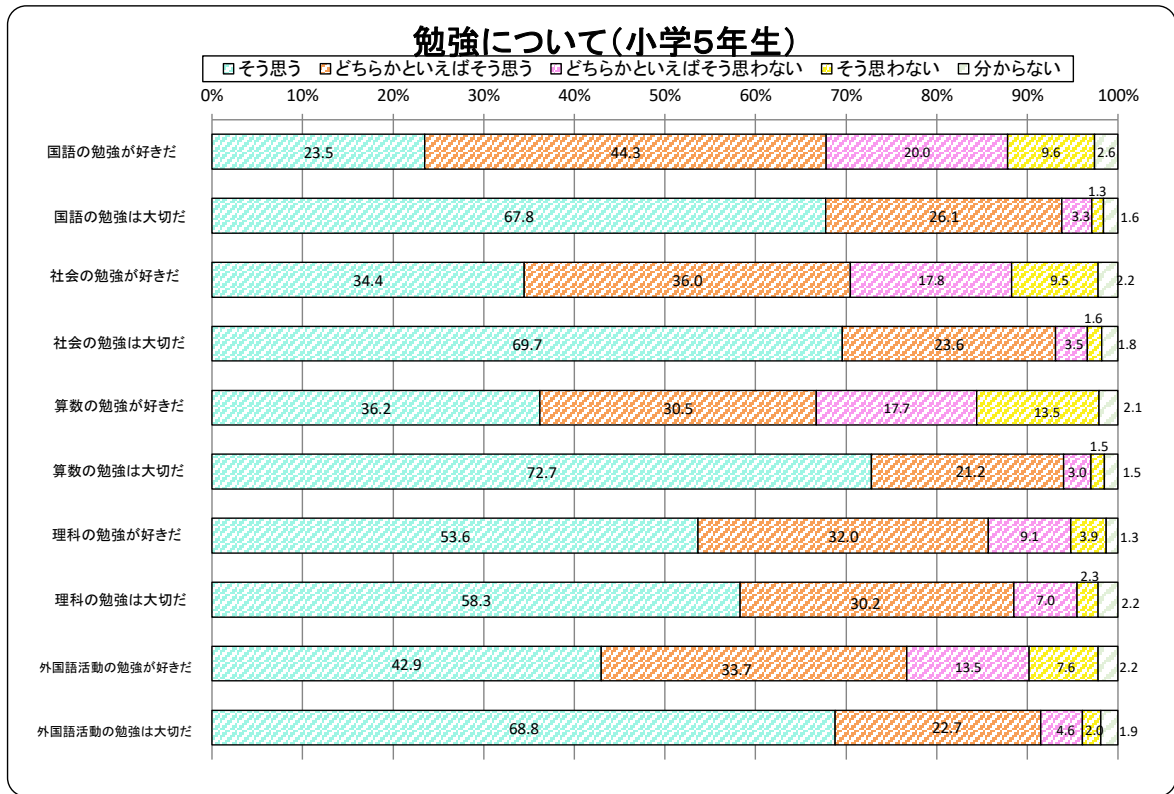 勉強について(小学5年生)
そう思う どちらかといえばそう思う どちらかといえばそう思わない そう思わない 分からない
0% 10% 20% 30% 40% 50% 60% 70% 80% 90% 100%
国語の勉強が好きだ 23.5 44.3 20.0 9.6 2.6
国語の勉強は大切だ 67.8 26.1 3.3 1.3 1.6
社会の勉強が好きだ 34.4 36.0 17.8 9.5 2.2
社会の勉強は大切だ 69.7 23.6 3.5 1.6 1.8
算数の勉強が好きだ 36.2 30.5 17.7 13.5 2.1
算数の勉強は大切だ 72.7 21.2 3.0 1.5 1.5
理科の勉強が好きだ 53.6 32.0 9.1 3.9 1.3
理科の勉強は大切だ 58.3 30.2 7.0 2.3 2.2
外国語活動の勉強が好きだ 42.9 33.7 13.5 7.6 2.2
外国語活動の勉強は大切だ 68.8 22.7 4.6 2.0 1.9